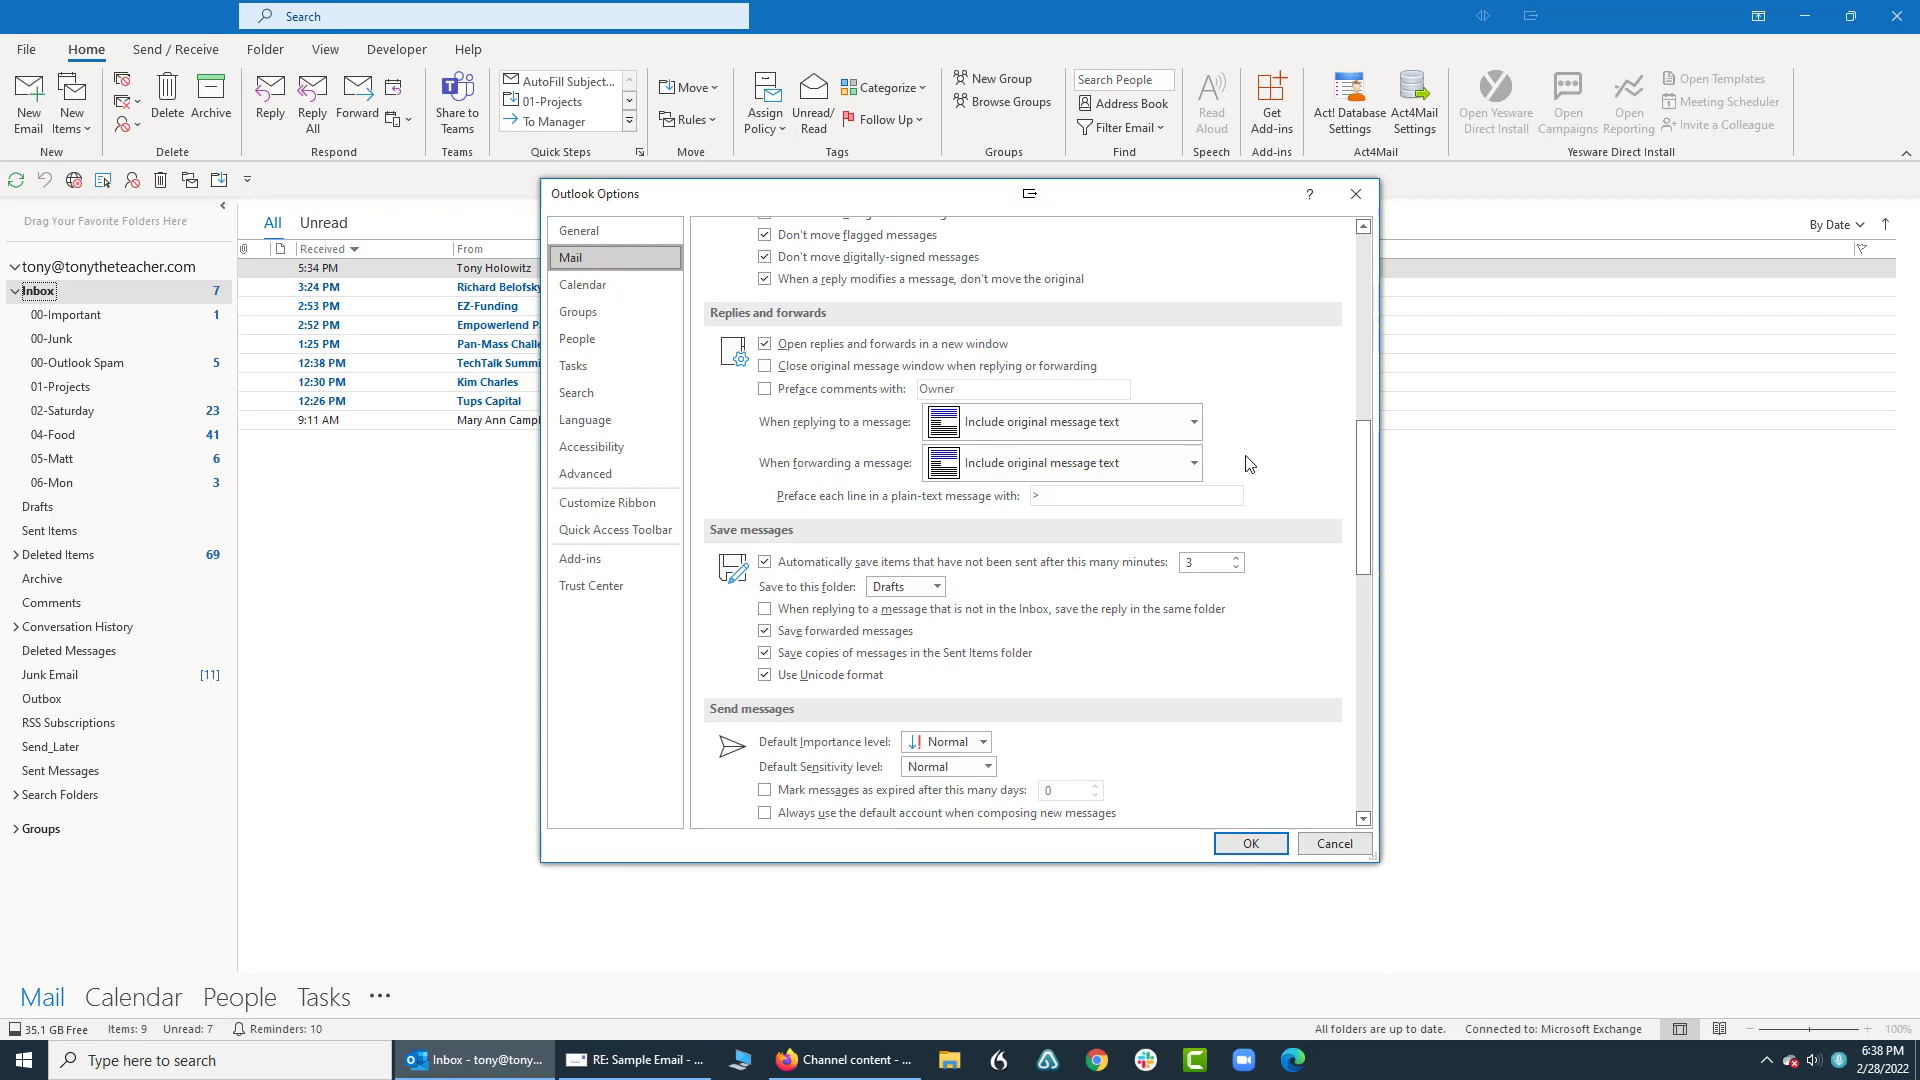 Search
File Home Send / Receive Folder View Developer Help
New Email
New Items
Delete
Archive
Reply
Reply All
Forward
Share to Teams
AutoFill Subject...
01-Projects
To Manager
Move
Rules
Assign Policy
Unread/ Read
Categorize
Follow Up
New Group
Browse Groups
Search People
Address Book
Filter Email
Read Aloud
Get Add-ins
Act! Database Settings
Act4Mail Settings
Open Yesware Direct Install
Open Campaigns
Open Reporting
Open Templates
Meeting Scheduler
Invite a Colleague
New Delete Respond Teams Quick Steps Move Tags Groups Find Speech Add-ins Act4Mail Yesware Direct Install
Drag Your Favorite Folders Here
tony@tonytheteacher.com
Inbox 7
00-Important 1
00-Junk
00-Outlook Spam 5
01-Projects
02-Saturday 23
04-Food 41
05-Matt 6
06-Mon 3
Drafts
Sent Items
Deleted Items 69
Archive
Comments
Conversation History
Deleted Messages
Junk Email [11]
Outbox
RSS Subscriptions
Send_Later
Sent Messages
Search Folders
Groups
All Unread
By Date
Received From
5:34 PM Tony Holowitz
3:24 PM Richard Belofsky
2:53 PM EZ-Funding
2:52 PM Empowerlend P
1:25 PM Pan-Mass Challe
12:38 PM TechTalk Summi
12:30 PM Kim Charles
12:26 PM Tups Capital
9:11 AM Mary Ann Camp
Outlook Options
?
General
Mail
Calendar
Groups
People
Tasks
Search
Language
Accessibility
Advanced
Customize Ribbon
Quick Access Toolbar
Add-ins
Trust Center
Don't move flagged messages
Don't move digitally-signed messages
When a reply modifies a message, don't move the original
Replies and forwards
Open replies and forwards in a new window
Close original message window when replying or forwarding
Preface comments with: Owner
When replying to a message: Include original message text
When forwarding a message: Include original message text
Preface each line in a plain-text message with: >
Save messages
Automatically save items that have not been sent after this many minutes: 3
Save to this folder: Drafts
When replying to a message that is not in the Inbox, save the reply in the same folder
Save forwarded messages
Save copies of messages in the Sent Items folder
Use Unicode format
Send messages
Default Importance level: Normal
Default Sensitivity level: Normal
Mark messages as expired after this many days: 0
Always use the default account when composing new messages
OK Cancel
Mail Calendar People Tasks ...
35.1 GB Free Items: 9 Unread: 7 Reminders: 10 All folders are up to date. Connected to: Microsoft Exchange 100%
Type here to search
Inbox - tony@tony...
RE: Sample Email - ...
Channel content - ...
6:38 PM
2/28/2022